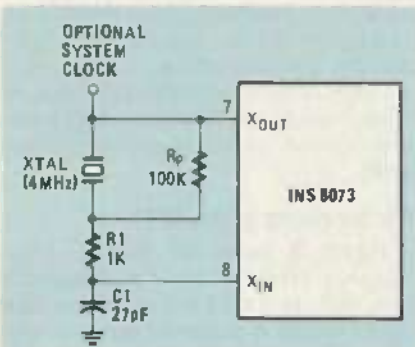 OPTIONAL
SYSTEM
CLOCK
7
XOUT
XTAL
(4MHz)
Rp
100K
INS 8073
R1
1K
8
XIN
C1
27pF